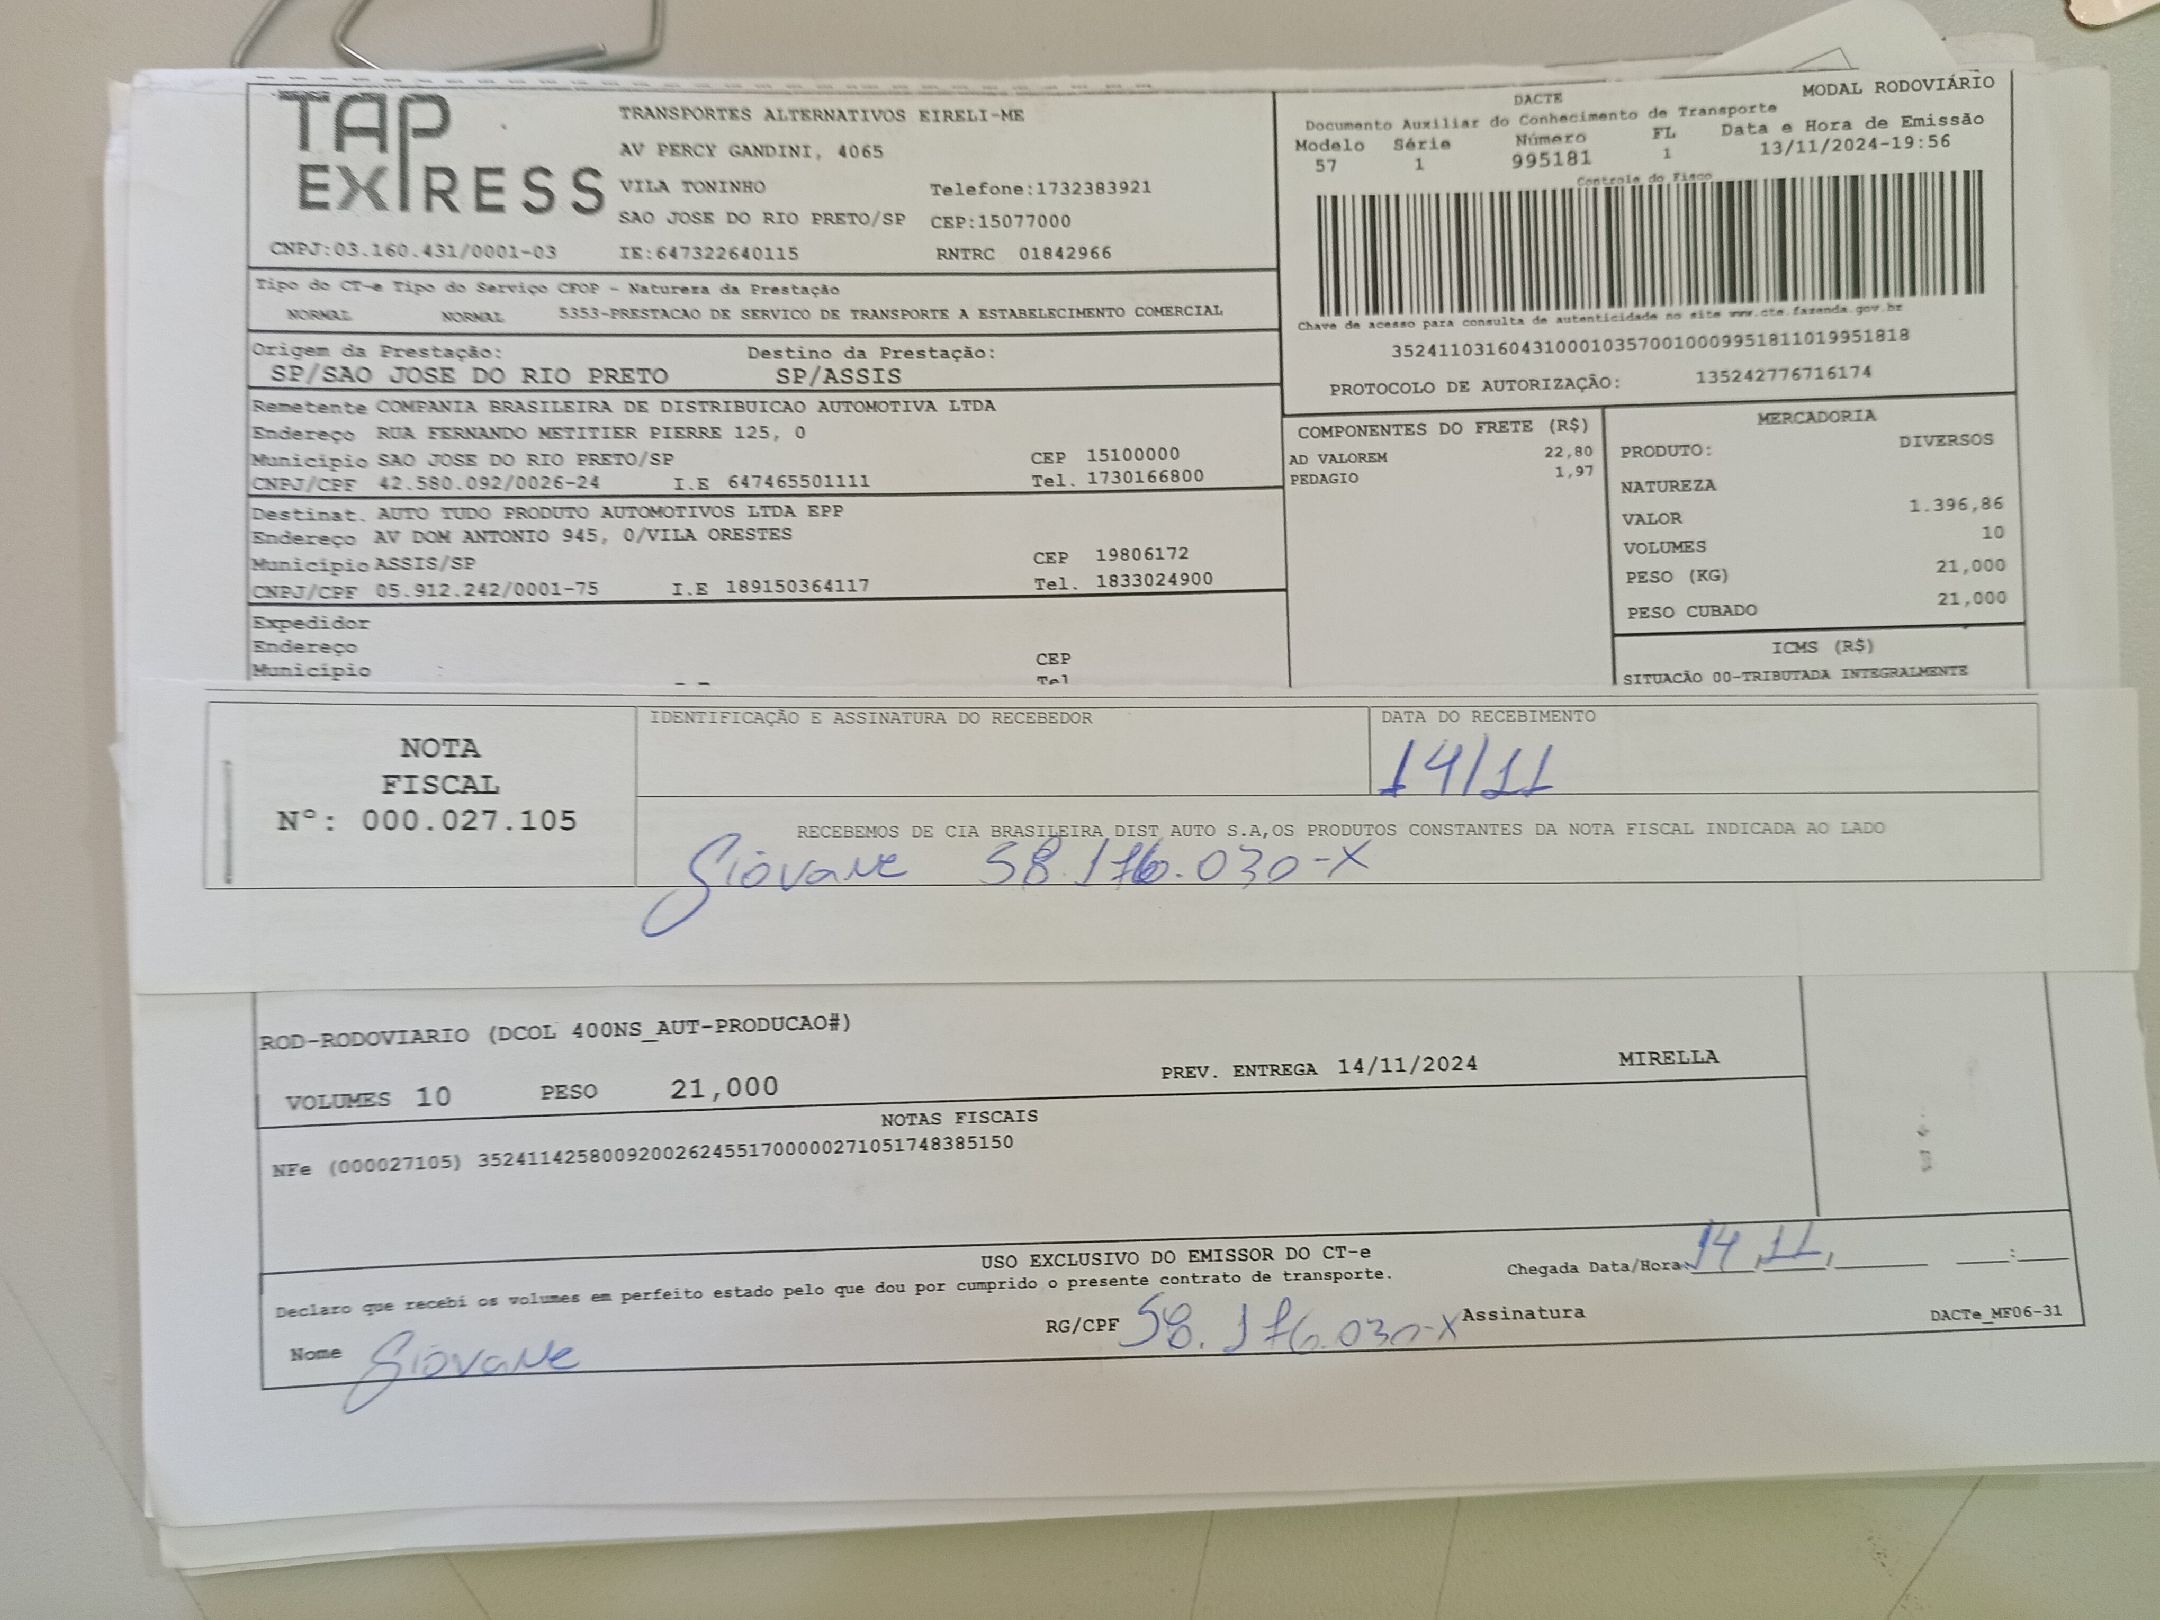 TAP EXPRESS
TRANSPORTES ALTERNATIVOS EIRELI-ME
AV PERCY GANDINI, 4065
VILA TONINHO Telefone:1732383921
SAO JOSE DO RIO PRETO/SP CEP:15077000
CNPJ:03.160.431/0001-03 IE:647322640115 RNTRC 01842966
MODAL RODOVIÁRIO
DACTE
Documento Auxiliar do Conhecimento de Transporte
Modelo Série Número FL Data e Hora de Emissão
57 1 995181 1 13/11/2024-19:56
Controle do Fisco
Chave de acesso para consulta de autenticidade no site www.cte.fazenda.gov.br
35241103160431000103570010009951811019951818
PROTOCOLO DE AUTORIZAÇÃO: 135242776716174
Tipo do CT-e Tipo do Serviço CFOP - Natureza da Prestação
NORMAL NORMAL 5353-PRESTACAO DE SERVICO DE TRANSPORTE A ESTABELECIMENTO COMERCIAL
Origem da Prestação: Destino da Prestação:
SP/SAO JOSE DO RIO PRETO SP/ASSIS
Remetente COMPANIA BRASILEIRA DE DISTRIBUICAO AUTOMOTIVA LTDA
Endereço RUA FERNANDO METITIER PIERRE 125, 0
Município SAO JOSE DO RIO PRETO/SP CEP 15100000
CNPJ/CPF 42.580.092/0026-24 I.E 647465501111 Tel. 1730166800
Destinat. AUTO TUDO PRODUTO AUTOMOTIVOS LTDA EPP
Endereço AV DOM ANTONIO 945, 0/VILA ORESTES
Município ASSIS/SP CEP 19806172
CNPJ/CPF 05.912.242/0001-75 I.E 189150364117 Tel. 1833024900
Expedidor
Endereço
Município CEP
Tel
COMPONENTES DO FRETE (R$)
AD VALOREM 22,80
PEDAGIO 1,97
MERCADORIA
PRODUTO: DIVERSOS
NATUREZA
VALOR 1.396,86
VOLUMES 10
PESO (KG) 21,000
PESO CUBADO 21,000
ICMS (R$)
SITUACÃO 00-TRIBUTADA INTEGRALMENTE
NOTA
FISCAL
Nº: 000.027.105
IDENTIFICAÇÃO E ASSINATURA DO RECEBEDOR
DATA DO RECEBIMENTO
14/11
RECEBEMOS DE CIA BRASILEIRA DIST AUTO S.A,OS PRODUTOS CONSTANTES DA NOTA FISCAL INDICADA AO LADO
Giovane 58.176.030-X
ROD-RODOVIARIO (DCOL 400NS_AUT-PRODUCAO#)
VOLUMES 10 PESO 21,000 PREV. ENTREGA 14/11/2024 MIRELLA
NOTAS FISCAIS
NFe (000027105) 35241142580092002624551700000271051748385150
USO EXCLUSIVO DO EMISSOR DO CT-e
Declaro que recebi os volumes em perfeito estado pelo que dou por cumprido o presente contrato de transporte.
Chegada Data/Hora 14,11,
Nome Giovane RG/CPF 58.176.030-X Assinatura
DACTe_MF06-31